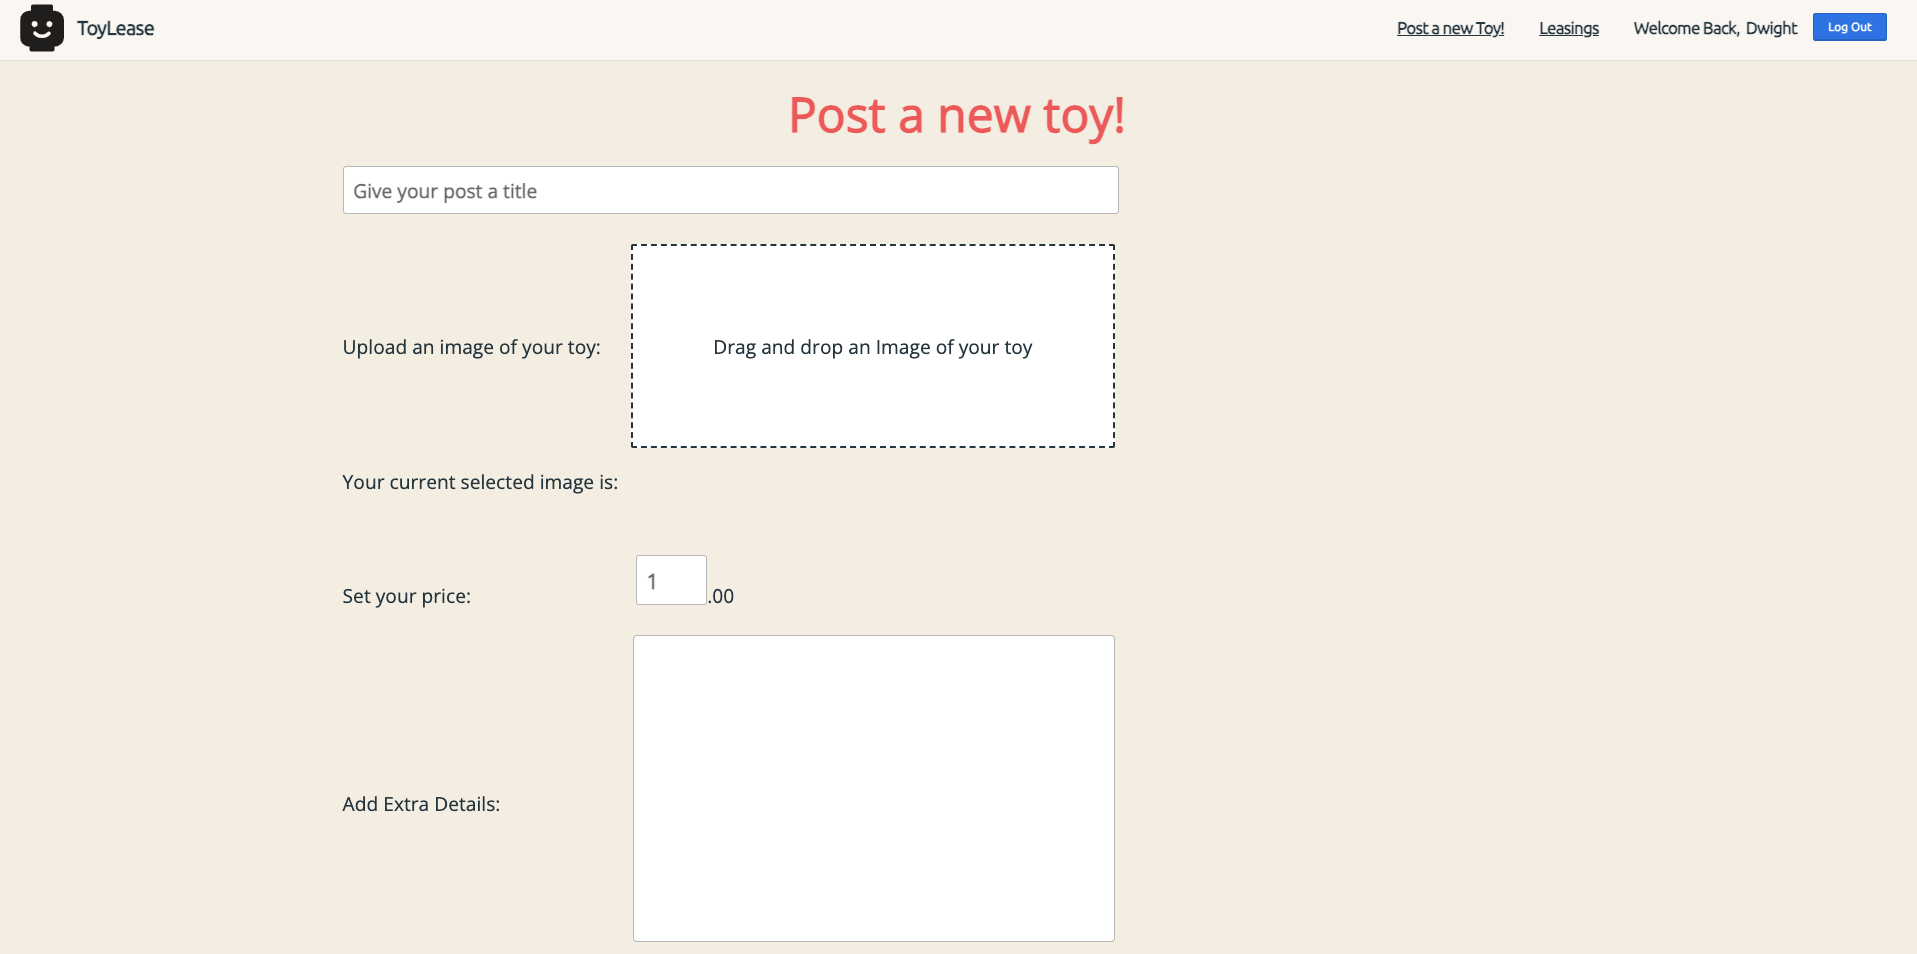 ToyLease
Post a new Toy!
Leasings
Welcome Back, Dwight
Log Out
Post a new toy!
Give your post a title
Upload an image of your toy:
Drag and drop an Image of your toy
Your current selected image is:
Set your price:
1
.00
Add Extra Details: